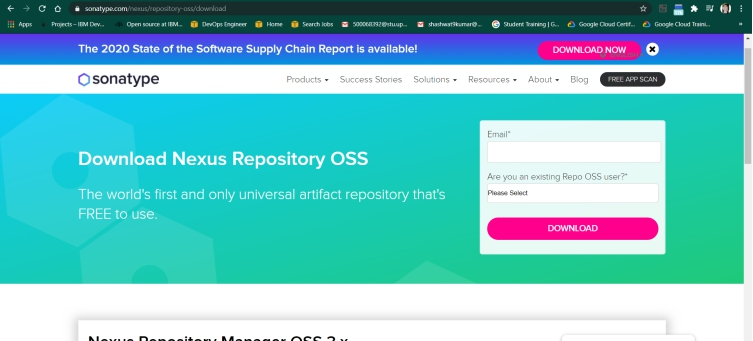 sonatype.com/nexus/repository-oss/download
Apps Projects – IBM Dev... Open source at IBM... DevOps Engineer Home Search Jobs 500060392@stu.up... shashwat9kumar@... Student Training | G... Google Cloud Certif... Google Cloud Traini... »
The 2020 State of the Software Supply Chain Report is available! DOWNLOAD NOW
sonatype Products Success Stories Solutions Resources About Blog FREE APP SCAN
Email*
Download Nexus Repository OSS
Are you an existing Repo OSS user?*
The world's first and only universal artifact repository that's
Please Select
FREE to use.
DOWNLOAD